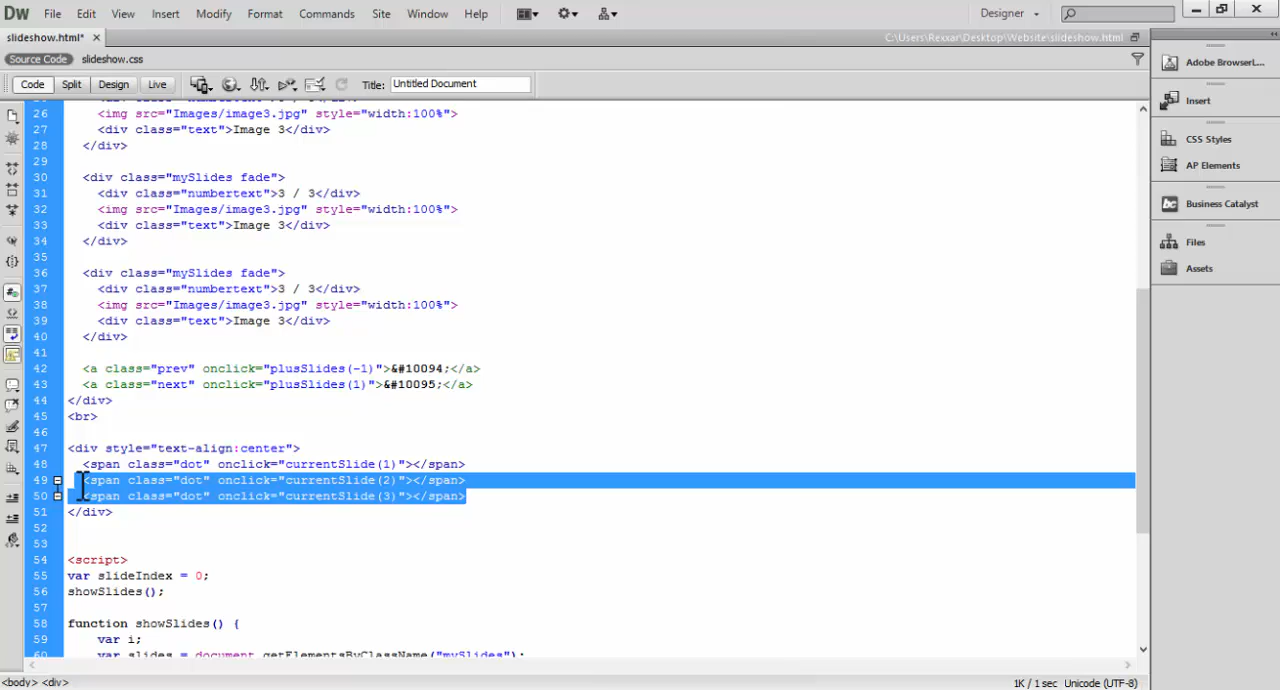 Dw File Edit View Insert Modify Format Commands Site Window Help Designer
slideshow.html* C:\Users\Rexxar\Desktop\Website\slideshow.html
Source Code slideshow.css
Code Split Design Live Title: Untitled Document
26 <img src="Images/image3.jpg" style="width:100%">
27 <div class="text">Image 3</div>
28 </div>
29
30 <div class="mySlides fade">
31 <div class="numbertext">3 / 3</div>
32 <img src="Images/image3.jpg" style="width:100%">
33 <div class="text">Image 3</div>
34 </div>
35
36 <div class="mySlides fade">
37 <div class="numbertext">3 / 3</div>
38 <img src="Images/image3.jpg" style="width:100%">
39 <div class="text">Image 3</div>
40 </div>
41
42 <a class="prev" onclick="plusSlides(-1)">&#10094;</a>
43 <a class="next" onclick="plusSlides(1)">&#10095;</a>
44 </div>
45 <br>
46
47 <div style="text-align:center">
48 <span class="dot" onclick="currentSlide(1)"></span>
49 <span class="dot" onclick="currentSlide(2)"></span>
50 <span class="dot" onclick="currentSlide(3)"></span>
51 </div>
52
53
54 <script>
55 var slideIndex = 0;
56 showSlides();
57
58 function showSlides() {
59 var i;
60 var slides = document.getElementsByClassName("mySlides");
<body> <div> 1K / 1 sec Unicode (UTF-8)
Adobe BrowserL...
Insert
CSS Styles
AP Elements
Business Catalyst
Files
Assets